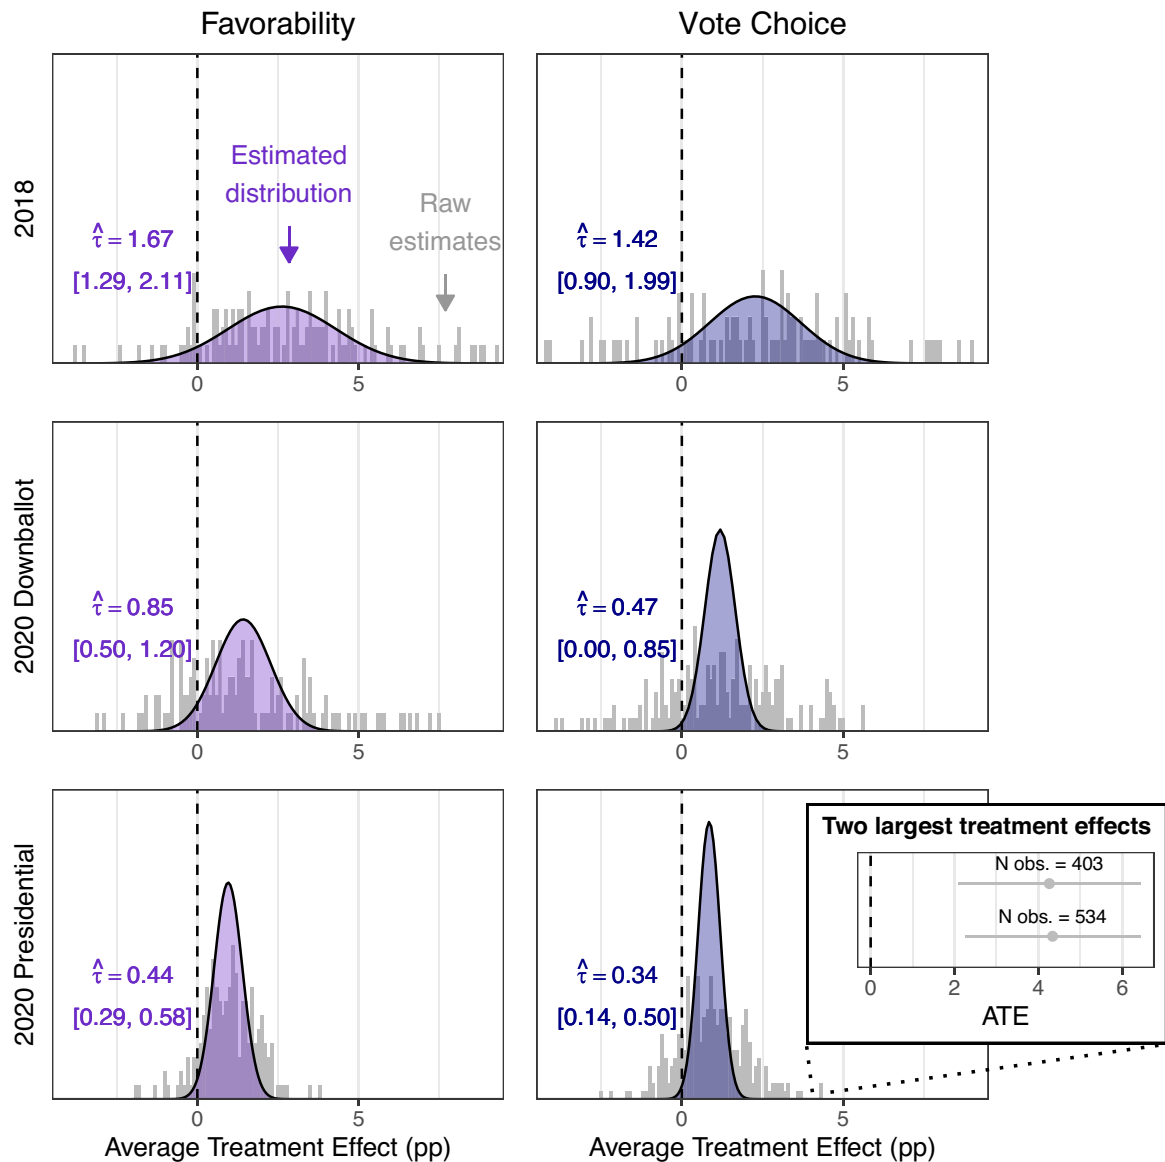 Favorability
Vote Choice
2018
Estimated
distribution
Raw
estimates
τ̂ = 1.67
[1.29, 2.11]
0 5
τ̂ = 1.42
[0.90, 1.99]
0 5
2020 Downballot
τ̂ = 0.85
[0.50, 1.20]
0 5
τ̂ = 0.47
[0.00, 0.85]
0 5
2020 Presidential
τ̂ = 0.44
[0.29, 0.58]
0 5
Average Treatment Effect (pp)
τ̂ = 0.34
[0.14, 0.50]
0 5
Average Treatment Effect (pp)
Two largest treatment effects
N obs. = 403
N obs. = 534
0 2 4 6
ATE